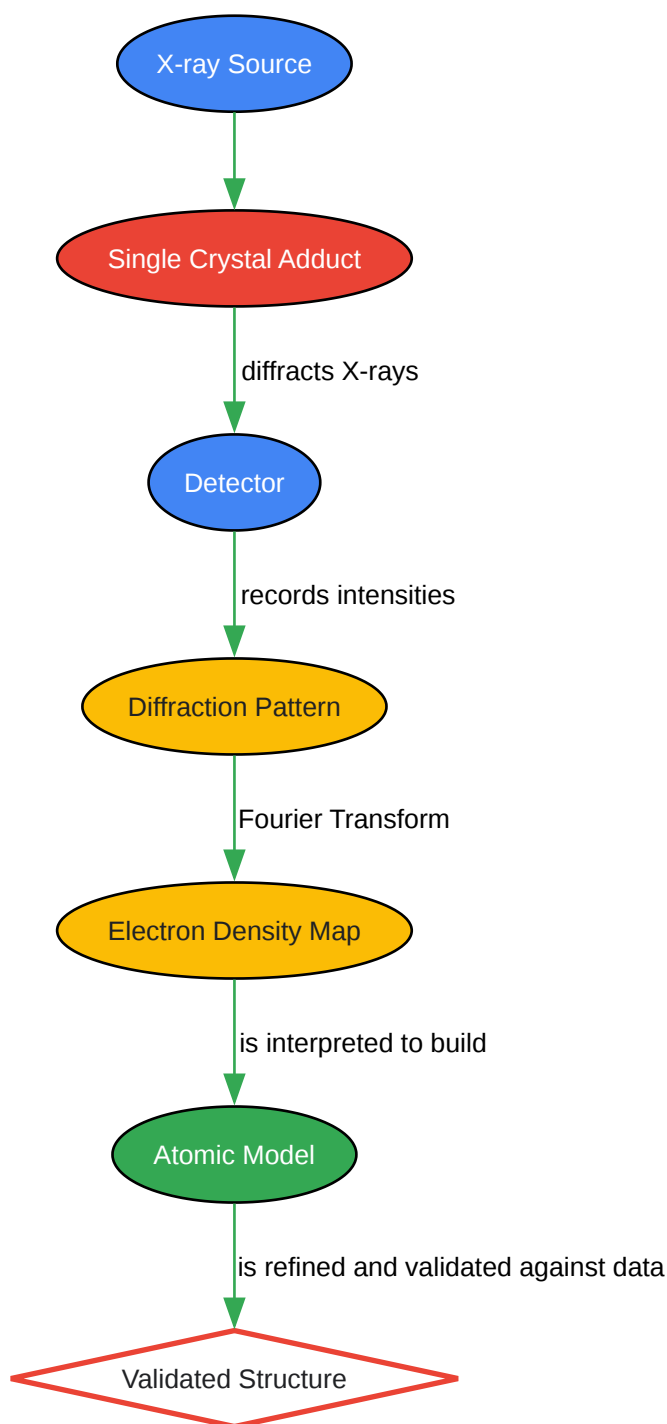 X-ray Source
Single Crystal Adduct
diffracts X-rays
Detector
records intensities
Diffraction Pattern
Fourier Transform
Electron Density Map
is interpreted to build
Atomic Model
is refined and validated against data
Validated Structure